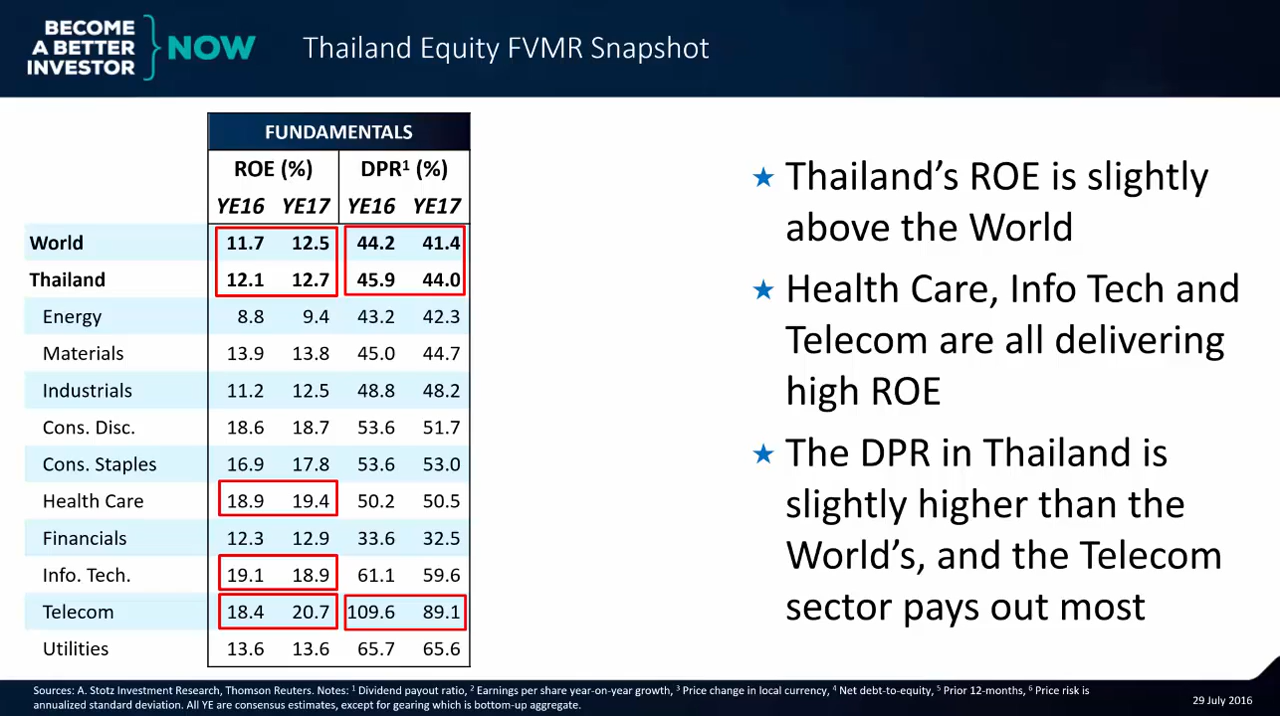 BECOME
A BETTER
INVESTOR
NOW
Thailand Equity FVMR Snapshot
FUNDAMENTALS
ROE (%) DPR¹ (%)
YE16 YE17 YE16 YE17
World 11.7 12.5 44.2 41.4
Thailand 12.1 12.7 45.9 44.0
Energy 8.8 9.4 43.2 42.3
Materials 13.9 13.8 45.0 44.7
Industrials 11.2 12.5 48.8 48.2
Cons. Disc. 18.6 18.7 53.6 51.7
Cons. Staples 16.9 17.8 53.6 53.0
Health Care 18.9 19.4 50.2 50.5
Financials 12.3 12.9 33.6 32.5
Info. Tech. 19.1 18.9 61.1 59.6
Telecom 18.4 20.7 109.6 89.1
Utilities 13.6 13.6 65.7 65.6
★ Thailand’s ROE is slightly
above the World
★ Health Care, Info Tech and
Telecom are all delivering
high ROE
★ The DPR in Thailand is
slightly higher than the
World’s, and the Telecom
sector pays out most
Sources: A. Stotz Investment Research, Thomson Reuters. Notes: ¹ Dividend payout ratio, ² Earnings per share year-on-year growth, ³ Price change in local currency, ⁴ Net debt-to-equity, ⁵ Prior 12-months, ⁶ Price risk is
annualized standard deviation. All YE are consensus estimates, except for gearing which is bottom-up aggregate.
29 July 2016